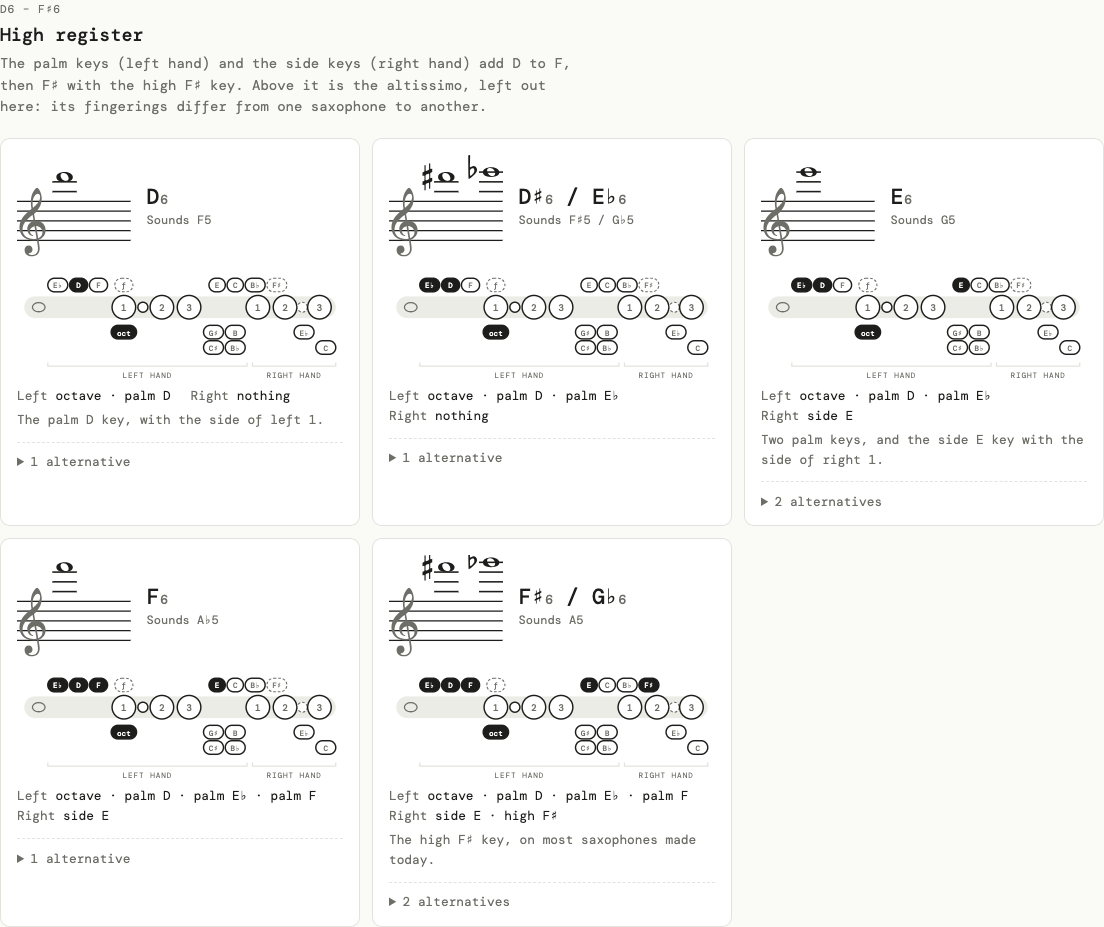 D6 – F♯6
High register
The palm keys (left hand) and the side keys (right hand) add D to F,
then F♯ with the high F♯ key. Above it is the altissimo, left out
here: its fingerings differ from one saxophone to another.
D6
Sounds F5
E♭ D F f E C B♭ F♯
1 2 3 1 2 3
oct G♯ B E♭
C♯ B♭ C
LEFT HAND RIGHT HAND
Left octave · palm D Right nothing
The palm D key, with the side of left 1.
▶ 1 alternative
D♯6 / E♭6
Sounds F♯5 / G♭5
E♭ D F f E C B♭ F♯
1 2 3 1 2 3
oct G♯ B E♭
C♯ B♭ C
LEFT HAND RIGHT HAND
Left octave · palm D · palm E♭
Right nothing
▶ 1 alternative
E6
Sounds G5
E♭ D F f E C B♭ F♯
1 2 3 1 2 3
oct G♯ B E♭
C♯ B♭ C
LEFT HAND RIGHT HAND
Left octave · palm D · palm E♭
Right side E
Two palm keys, and the side E key with the
side of right 1.
▶ 2 alternatives
F6
Sounds A♭5
E♭ D F f E C B♭ F♯
1 2 3 1 2 3
oct G♯ B E♭
C♯ B♭ C
LEFT HAND RIGHT HAND
Left octave · palm D · palm E♭ · palm F
Right side E
▶ 1 alternative
F♯6 / G♭6
Sounds A5
E♭ D F f E C B♭ F♯
1 2 3 1 2 3
oct G♯ B E♭
C♯ B♭ C
LEFT HAND RIGHT HAND
Left octave · palm D · palm E♭ · palm F
Right side E · high F♯
The high F♯ key, on most saxophones made
today.
▶ 2 alternatives